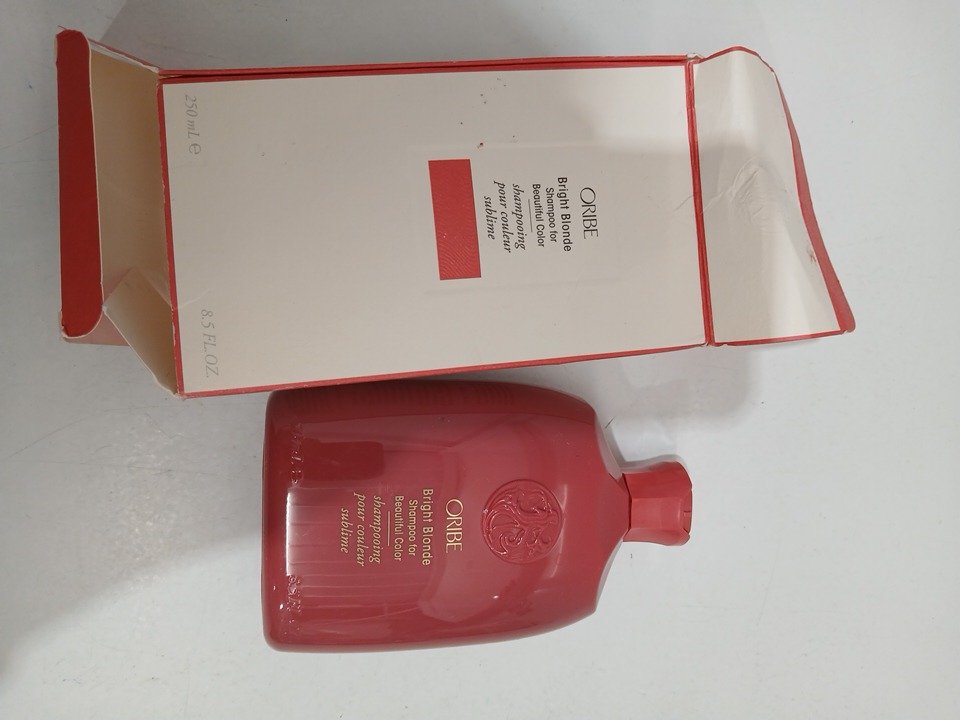 ORIBE
Bright Blonde
Shampoo for
Beautiful Color
shampooing
pour couleur
sublime
250 mL e
8.5 FL.OZ.
ORIBE
Bright Blonde
Shampoo for
Beautiful Color
shampooing
pour couleur
sublime